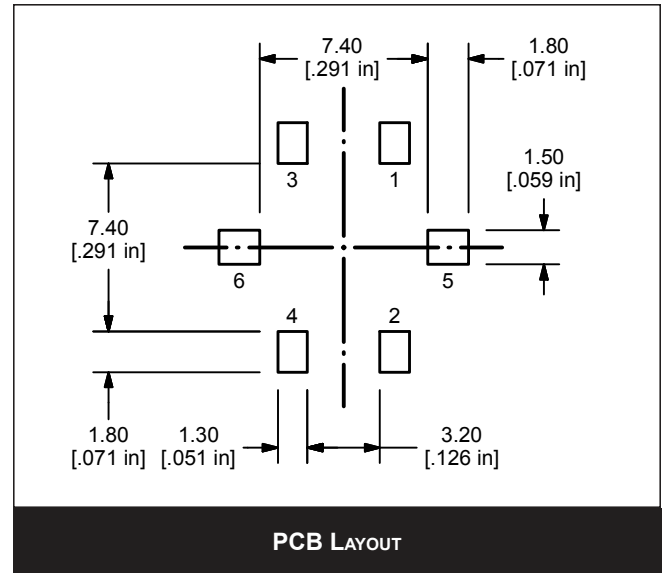 7.40
[.291 in]
1.80
[.071 in]
3
1
1.50
[.059 in]
7.40
[.291 in]
6
5
4
2
1.80
[.071 in]
1.30
[.051 in]
3.20
[.126 in]
PCB LAYOUT